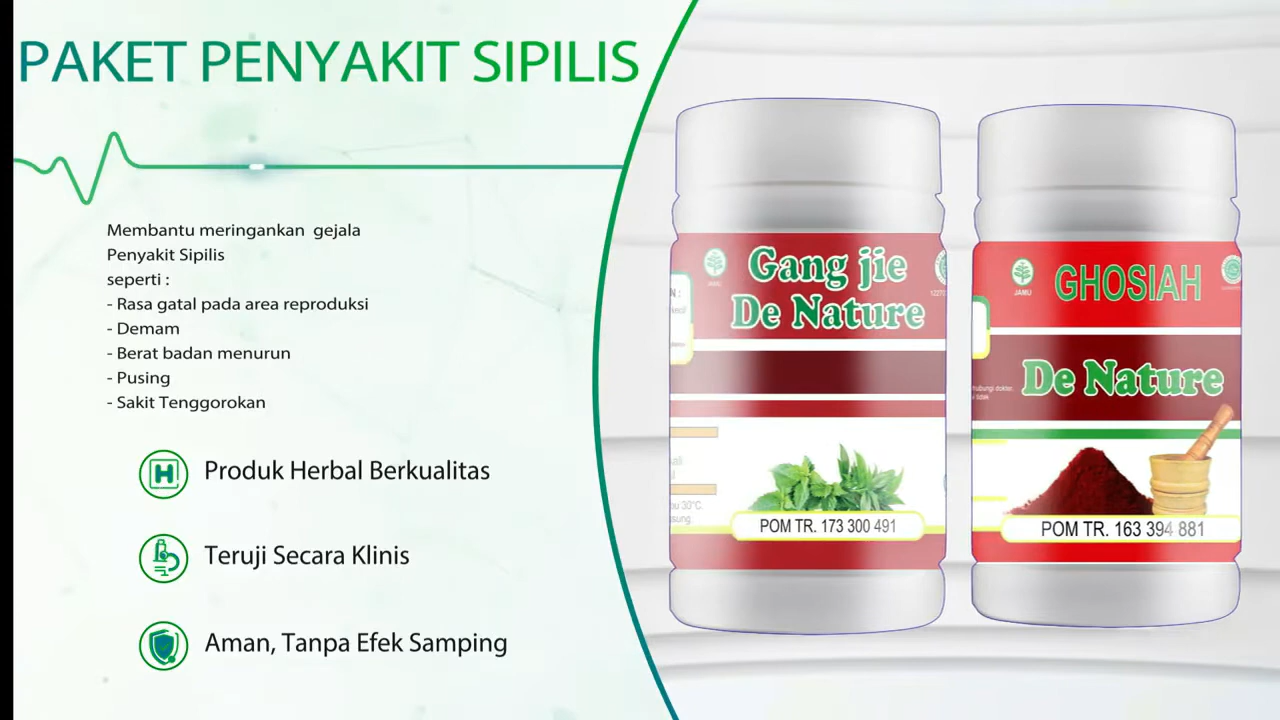 PAKET PENYAKIT SIPILIS
Membantu meringankan gejala
Penyakit Sipilis
seperti :
- Rasa gatal pada area reproduksi
- Demam
- Berat badan menurun
- Pusing
- Sakit Tenggorokan
H
Produk Herbal Berkualitas
Teruji Secara Klinis
Aman, Tanpa Efek Samping
JAMU
Gang jie
De Nature
POM TR. 173 300 491
JAMU
GHOSIAH
De Nature
POM TR. 163 394 881